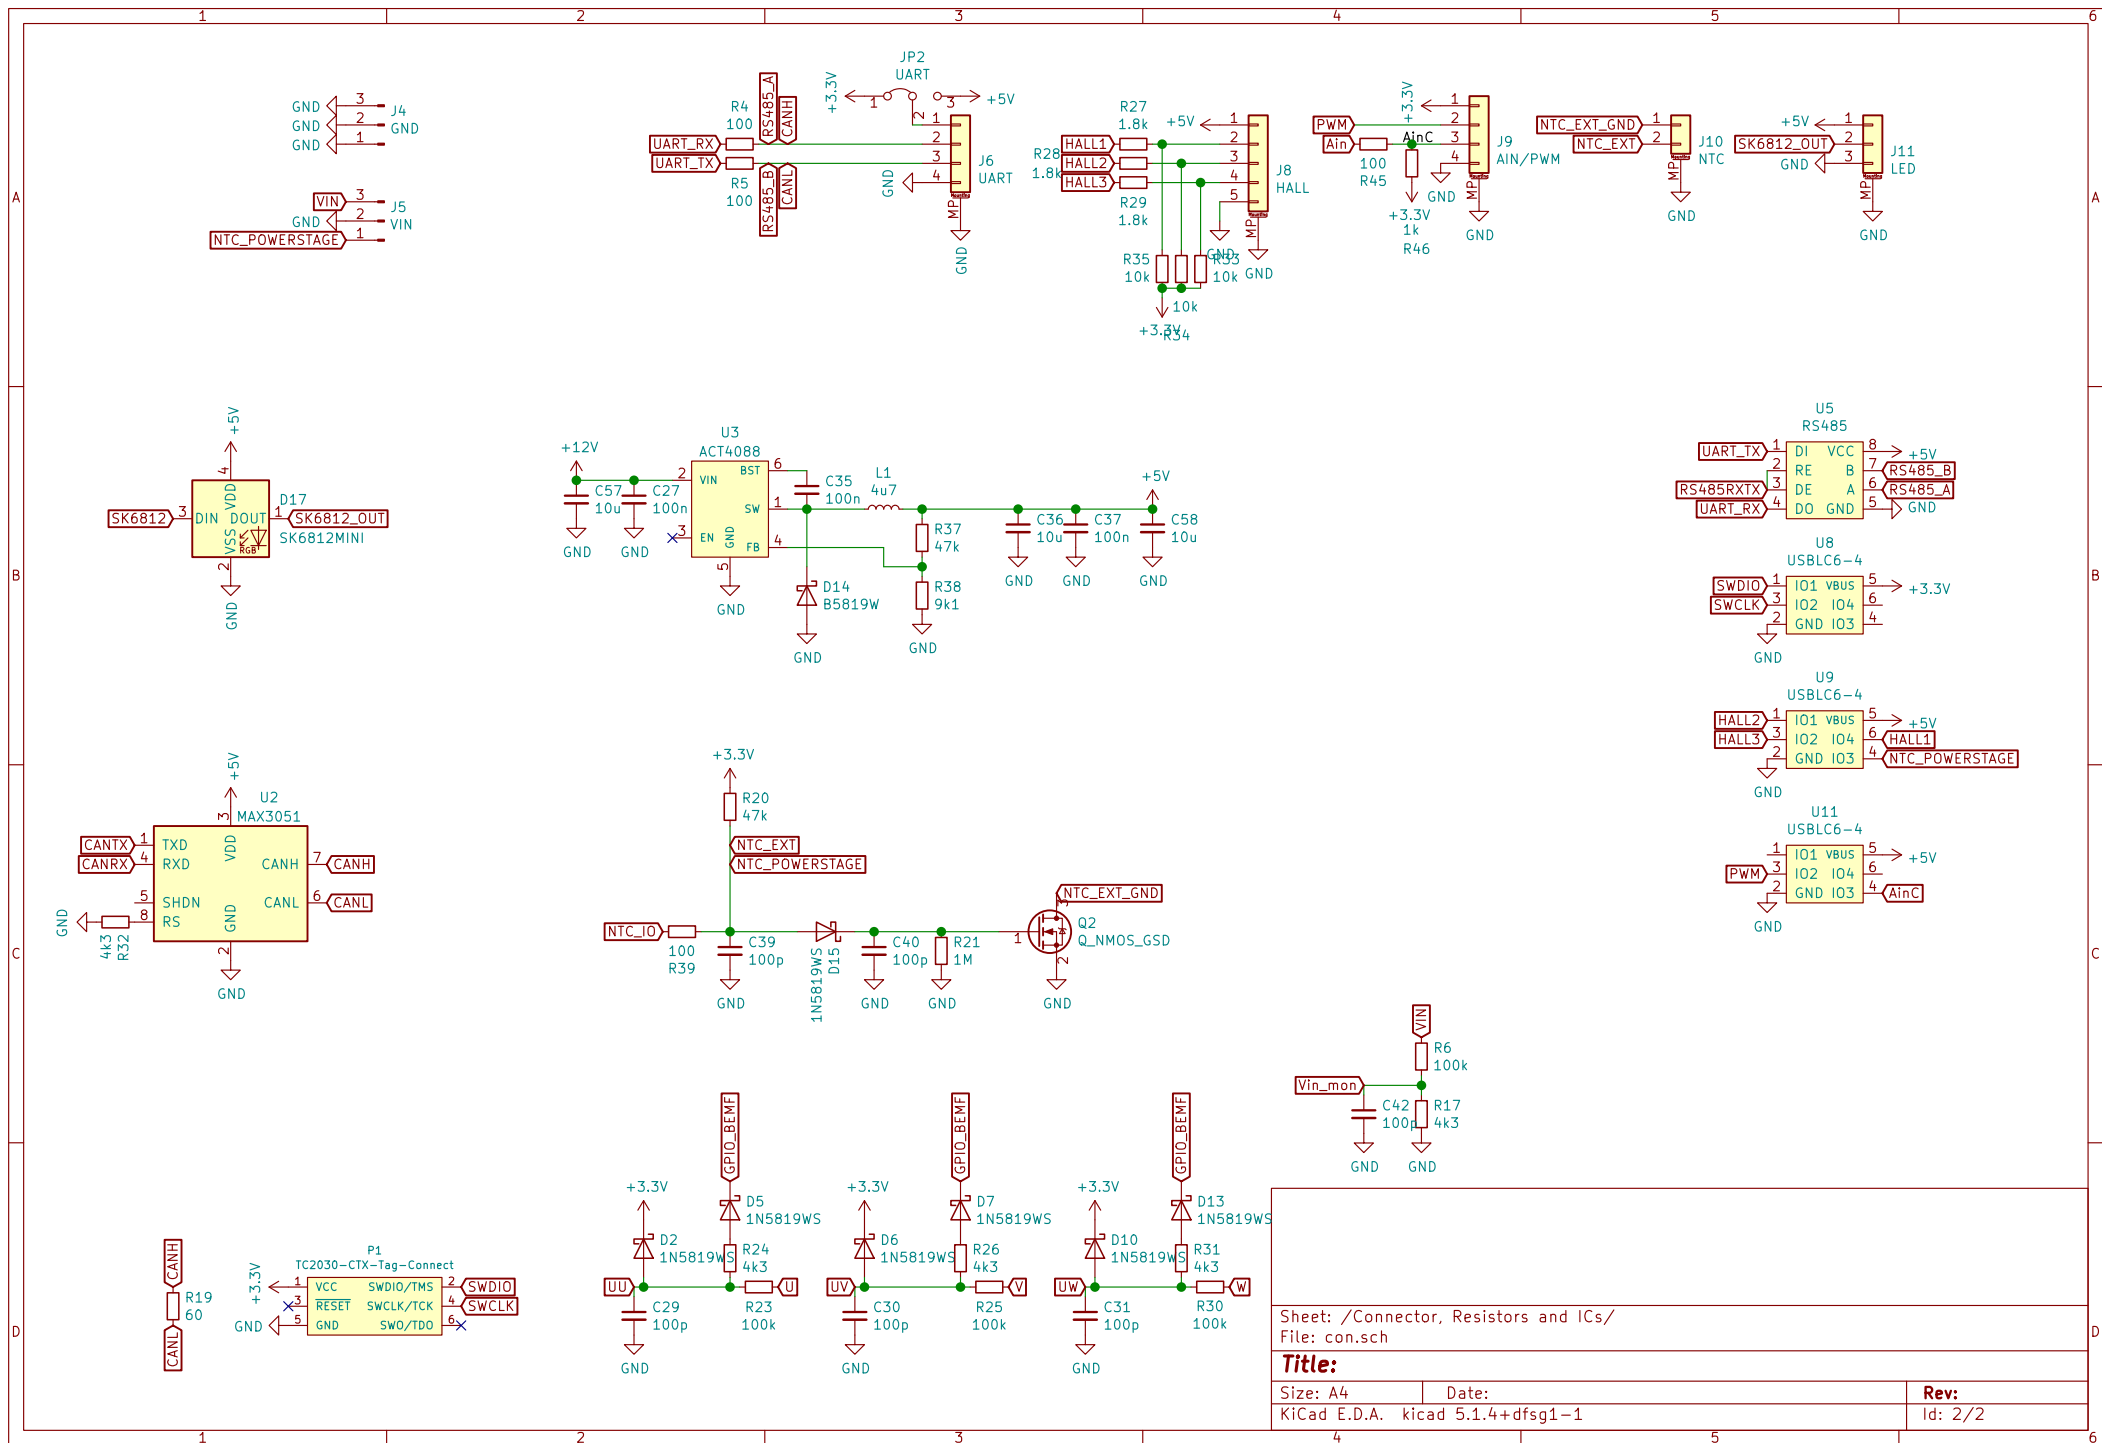 1 2 3 4 5 6
A
B
C
D
GND 3 J4
GND 2 GND
GND 1
VIN 3 J5
GND 2 VIN
NTC_POWERSTAGE 1
JP2
UART
+3.3V 1 2 3 +5V
RS485_A
CANH
R4
100
UART_RX
UART_TX
R5
100
RS485_B
CANL
1
2
3
4
GND
J6
UART
MP
GND
R27
1.8k
+5V
HALL1
R28
HALL2
1.8k
HALL3
R29
1.8k
1
2
3
4
5
J8
HALL
MP
GND
GND
R35
10k
R33
10k
10k
+3.3V
R34
+3.3V
PWM
Ain
AinC
100
R45
1
2
3
4
J9
AIN/PWM
GND
+3.3V
1k
R46
MP
GND
NTC_EXT_GND 1
NTC_EXT 2
J10
NTC
MP
GND
+5V 1
SK6812_OUT 2
GND 3
J11
LED
MP
GND
+5V
4
VDD
D17
SK6812 3 DIN DOUT 1 SK6812_OUT
SK6812MINI
RGB
VSS
2
GND
U3
ACT4088
+12V
C57
10u
C27
100n
GND
GND
2 VIN
BST 6
SW 1
3 EN
GND
FB 4
5
GND
C35
100n
L1
4u7
D14
B5819W
GND
R37
47k
R38
9k1
GND
+5V
C36
10u
C37
100n
C58
10u
GND
GND
GND
U5
RS485
UART_TX 1 DI VCC 8 +5V
2 RE B 7 RS485_B
RS485RXTX 3 DE A 6 RS485_A
UART_RX 4 DO GND 5 GND
U8
USBLC6-4
SWDIO 1 IO1 VBUS 5 +3.3V
SWCLK 3 IO2 IO4 6
2 GND IO3 4
GND
U9
USBLC6-4
HALL2 1 IO1 VBUS 5 +5V
HALL3 3 IO2 IO4 6 HALL1
2 GND IO3 4 NTC_POWERSTAGE
GND
U11
USBLC6-4
1 IO1 VBUS 5 +5V
PWM 3 IO2 IO4 6
2 GND IO3 4 AinC
GND
+5V
U2
3 MAX3051
CANTX 1 TXD VDD
CANRX 4 RXD CANH 7 CANH
5 SHDN CANL 6 CANL
GND 8 RS GND
4k3
R32
2
GND
+3.3V
R20
47k
NTC_EXT
NTC_POWERSTAGE
NTC_IO
100
R39
C39
100p
GND
1N5819WS
D15
C40
100p
GND
R21
1M
GND
NTC_EXT_GND
3
1
2
Q2
Q_NMOS_GSD
GND
VIN
R6
100k
Vin_mon
C42
100p
R17
4k3
GND
GND
CANH
R19
60
CANL
P1
TC2030-CTX-Tag-Connect
+3.3V 1 VCC SWDIO/TMS 2 SWDIO
3 RESET SWCLK/TCK 4 SWCLK
GND 5 GND SWO/TDO 6
GPIO_BEMF
+3.3V
D5
1N5819WS
D2
1N5819WS
R24
4k3
UU
U
C29
100p
R23
100k
GND
GPIO_BEMF
+3.3V
D7
1N5819WS
D6
1N5819WS
R26
4k3
UV
V
C30
100p
R25
100k
GND
GPIO_BEMF
+3.3V
D13
1N5819WS
D10
1N5819WS
R31
4k3
UW
W
C31
100p
R30
100k
GND
Sheet: /Connector, Resistors and ICs/
File: con.sch
Title:
Size: A4 Date: Rev:
KiCad E.D.A. kicad 5.1.4+dfsg1-1 Id: 2/2
A
B
C
D
1 2 3 4 5 6